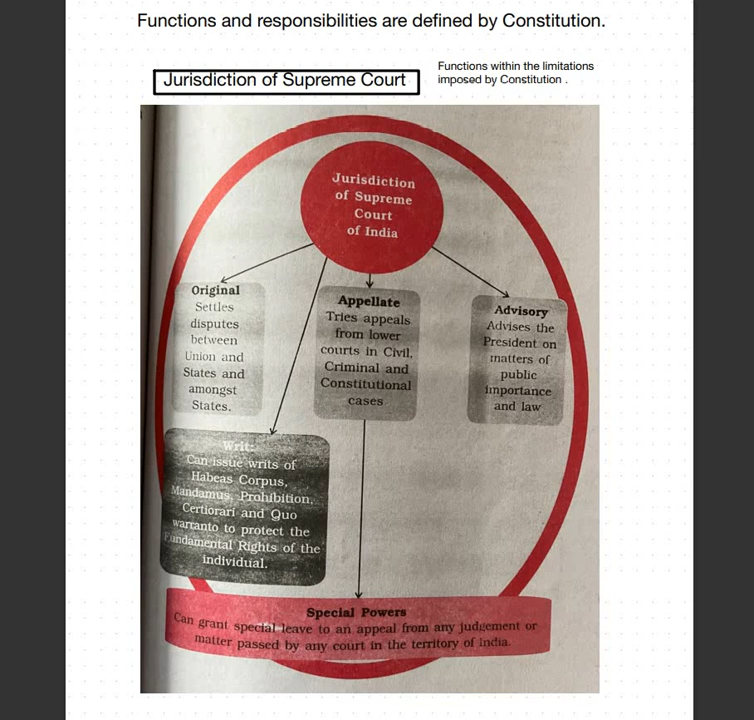 Functions and responsibilities are defined by Constitution.
Jurisdiction of Supreme Court
Functions within the limitations
imposed by Constitution .
Jurisdiction
of Supreme
Court
of India
Original
Settles
disputes
between
Union and
States and
amongst
States.
Appellate
Tries appeals
from lower
courts in Civil,
Criminal and
Constitutional
cases
Advisory
Advises the
President on
matters of
public
importance
and law
Writ:
Can issue writs of
Habeas Corpus,
Mandamus, Prohibition,
Certiorari and Quo
warranto to protect the
Fundamental Rights of the
individual.
Special Powers
Can grant special leave to an appeal from any judgement or
matter passed by any court in the territory of India.